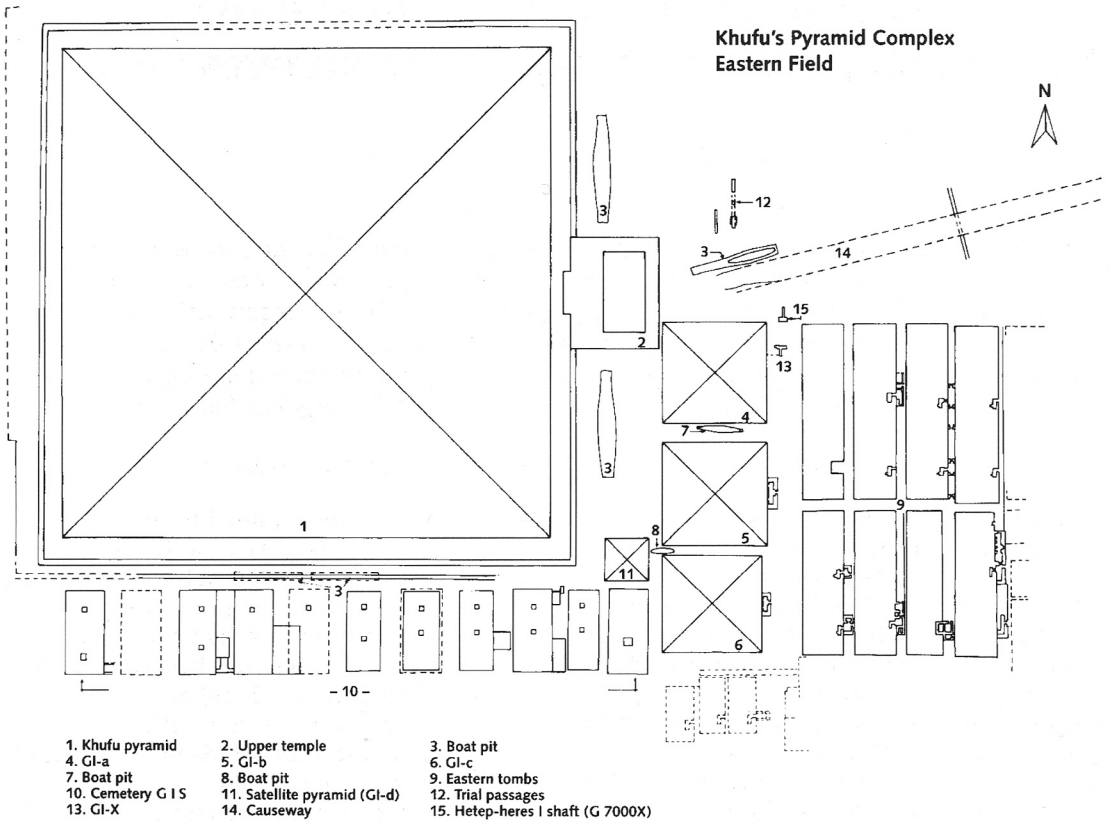 Khufu's Pyramid Complex
Eastern Field
N
3
12
3
14
2
15
13
4
7
3
9
1
8
5
11
3
6
– 10 –
1. Khufu pyramid 2. Upper temple 3. Boat pit
4. GI-a 5. GI-b 6. GI-c
7. Boat pit 8. Boat pit 9. Eastern tombs
10. Cemetery G I S 11. Satellite pyramid (GI-d) 12. Trial passages
13. GI-X 14. Causeway 15. Hetep-heres I shaft (G 7000X)